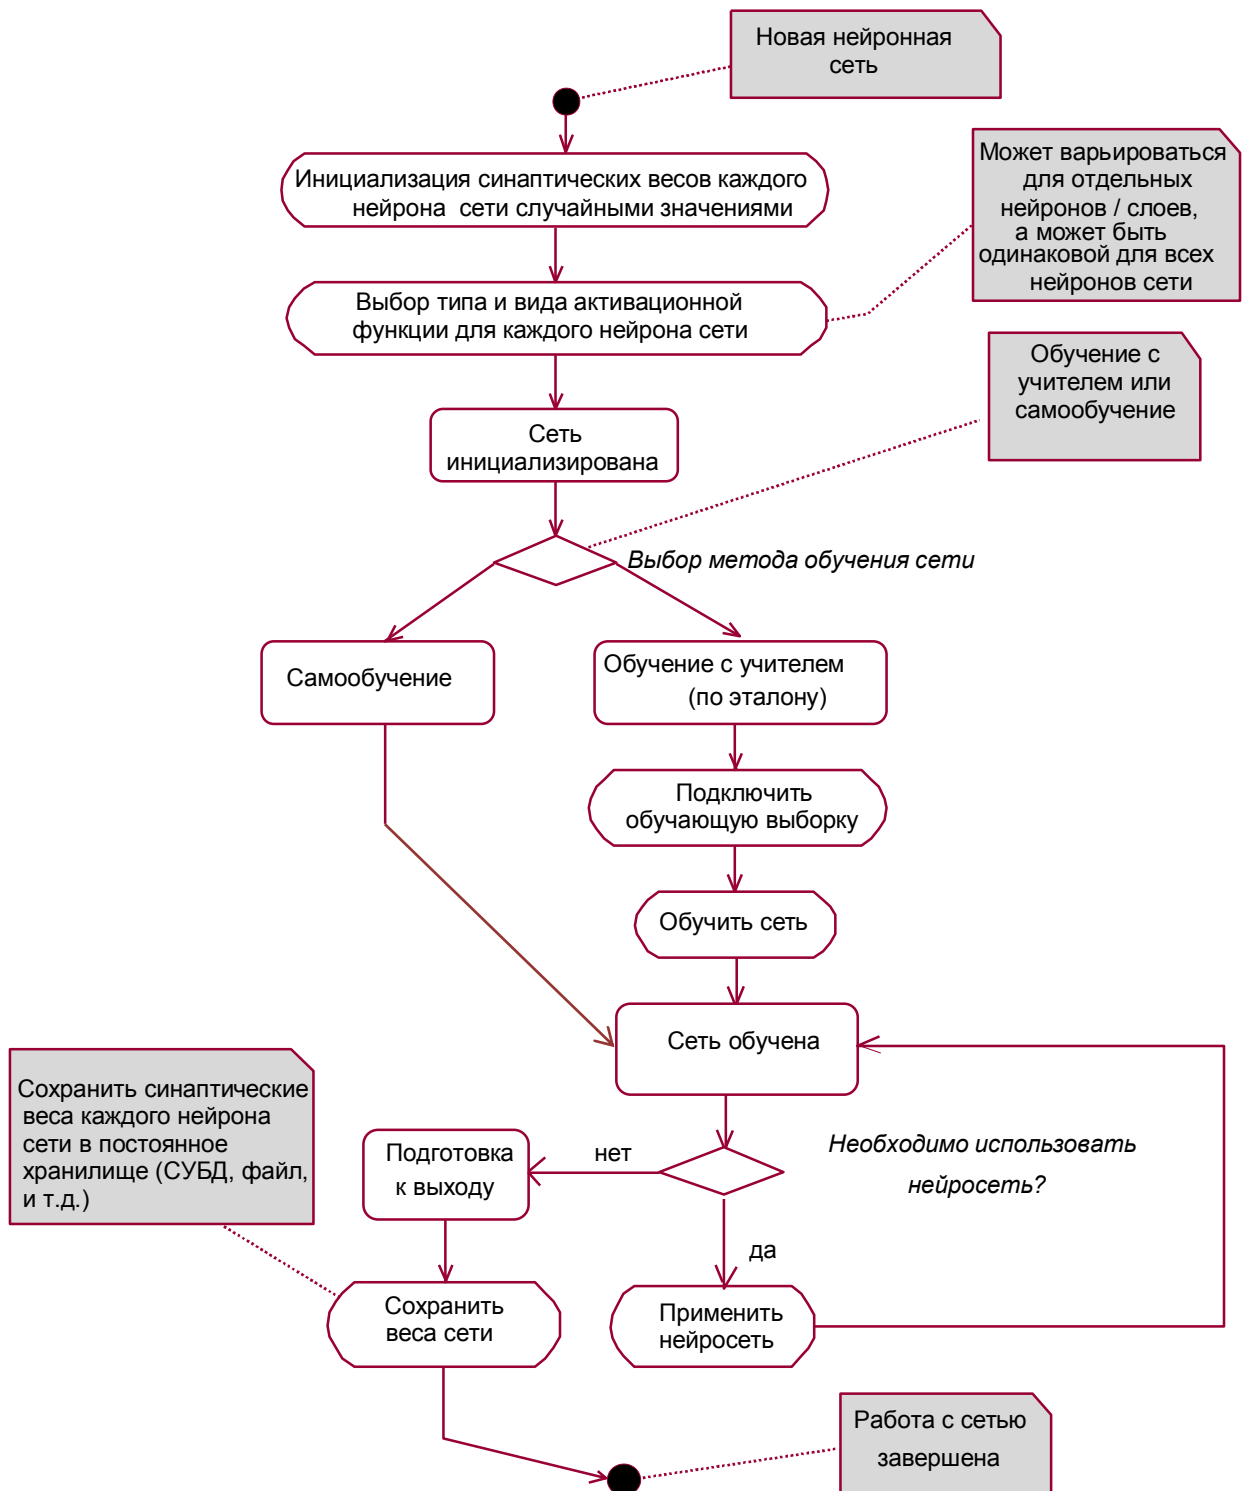 Новая нейронная
сеть
Инициализация синаптических весов каждого
нейрона сети случайными значениями
Может варьироваться
для отдельных
нейронов / слоев,
а может быть
одинаковой для всех
нейронов сети
Выбор типа и вида активационной
функции для каждого нейрона сети
Обучение с
учителем или
самообучение
Сеть
инициализирована
Выбор метода обучения сети
Самообучение
Обучение с учителем
(по эталону)
Подключить
обучающую выборку
Обучить сеть
Сеть обучена
Сохранить синаптические
веса каждого нейрона
сети в постоянное
хранилище (СУБД, файл,
и т.д.)
Подготовка
к выходу
нет
Необходимо использовать
нейросеть?
да
Сохранить
веса сети
Применить
нейросеть
Работа с сетью
завершена